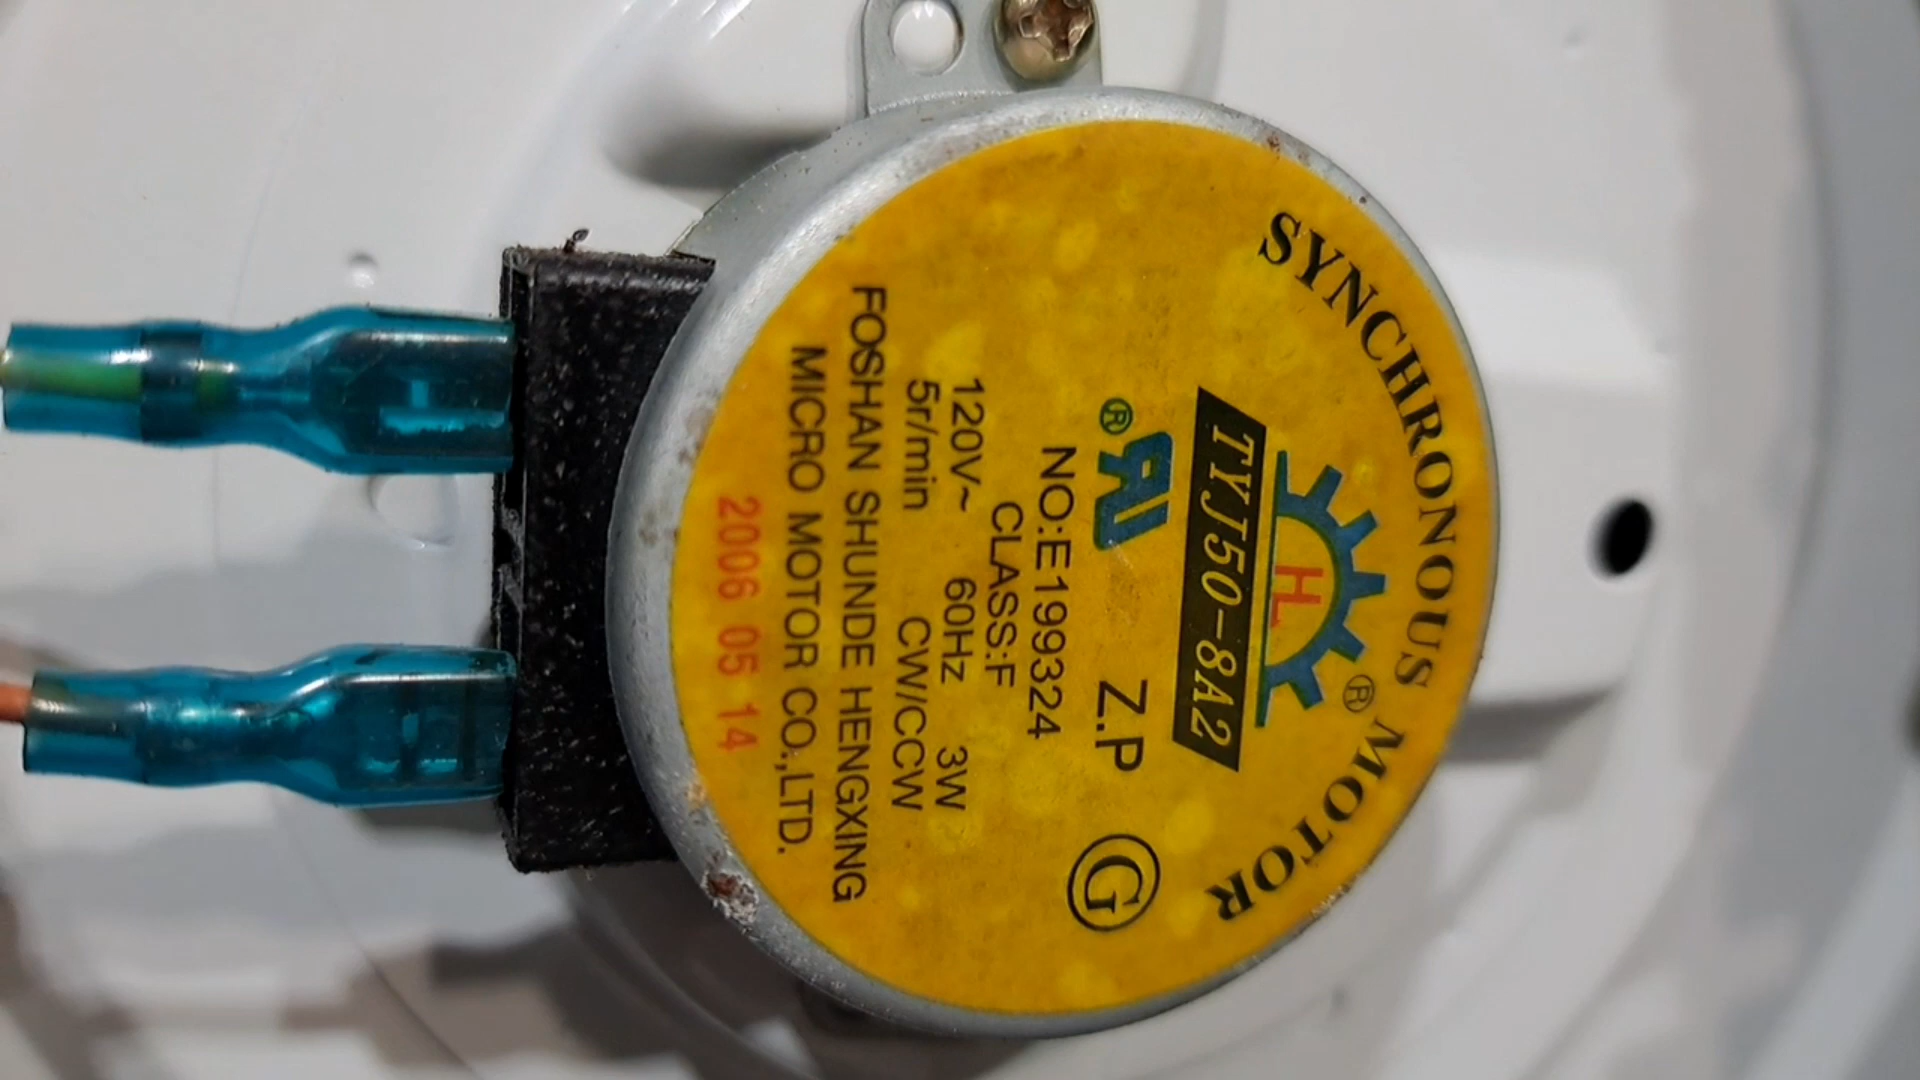 SYNCHRONOUS MOTOR
®
HL
TYJ50-8A2
® Z.P G
NO:E199324
CLASS:F
120V~ 60Hz 3W
5r/min CW/CCW
FOSHAN SHUNDE HENGXING
MICRO MOTOR CO.,LTD.
2006 05 14